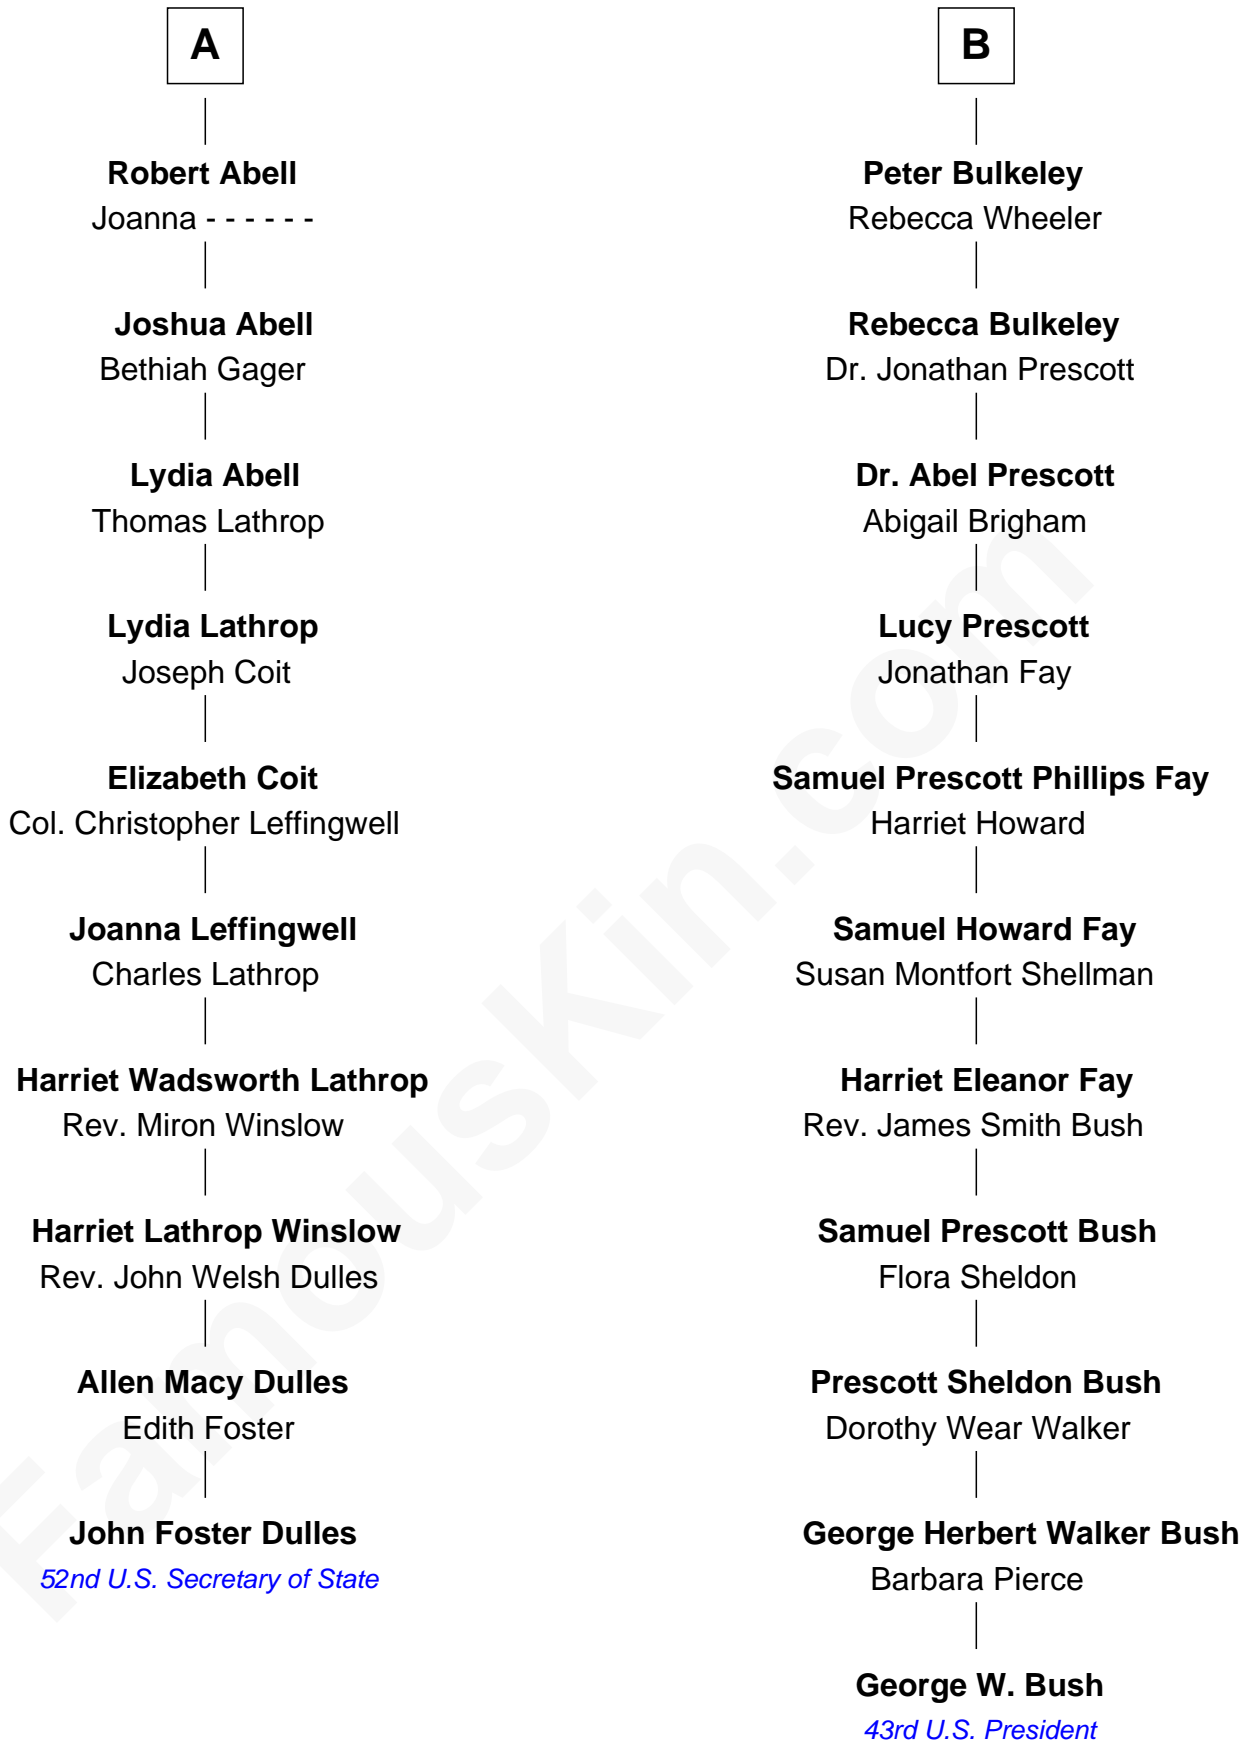 A
Robert Abell
Joanna - - - - - -
Joshua Abell
Bethiah Gager
Lydia Abell
Thomas Lathrop
Lydia Lathrop
Joseph Coit
Elizabeth Coit
Col. Christopher Leffingwell
Joanna Leffingwell
Charles Lathrop
Harriet Wadsworth Lathrop
Rev. Miron Winslow
Harriet Lathrop Winslow
Rev. John Welsh Dulles
Allen Macy Dulles
Edith Foster
John Foster Dulles
52nd U.S. Secretary of State
B
Peter Bulkeley
Rebecca Wheeler
Rebecca Bulkeley
Dr. Jonathan Prescott
Dr. Abel Prescott
Abigail Brigham
Lucy Prescott
Jonathan Fay
Samuel Prescott Phillips Fay
Harriet Howard
Samuel Howard Fay
Susan Montfort Shellman
Harriet Eleanor Fay
Rev. James Smith Bush
Samuel Prescott Bush
Flora Sheldon
Prescott Sheldon Bush
Dorothy Wear Walker
George Herbert Walker Bush
Barbara Pierce
George W. Bush
43rd U.S. President
FamousKin.com